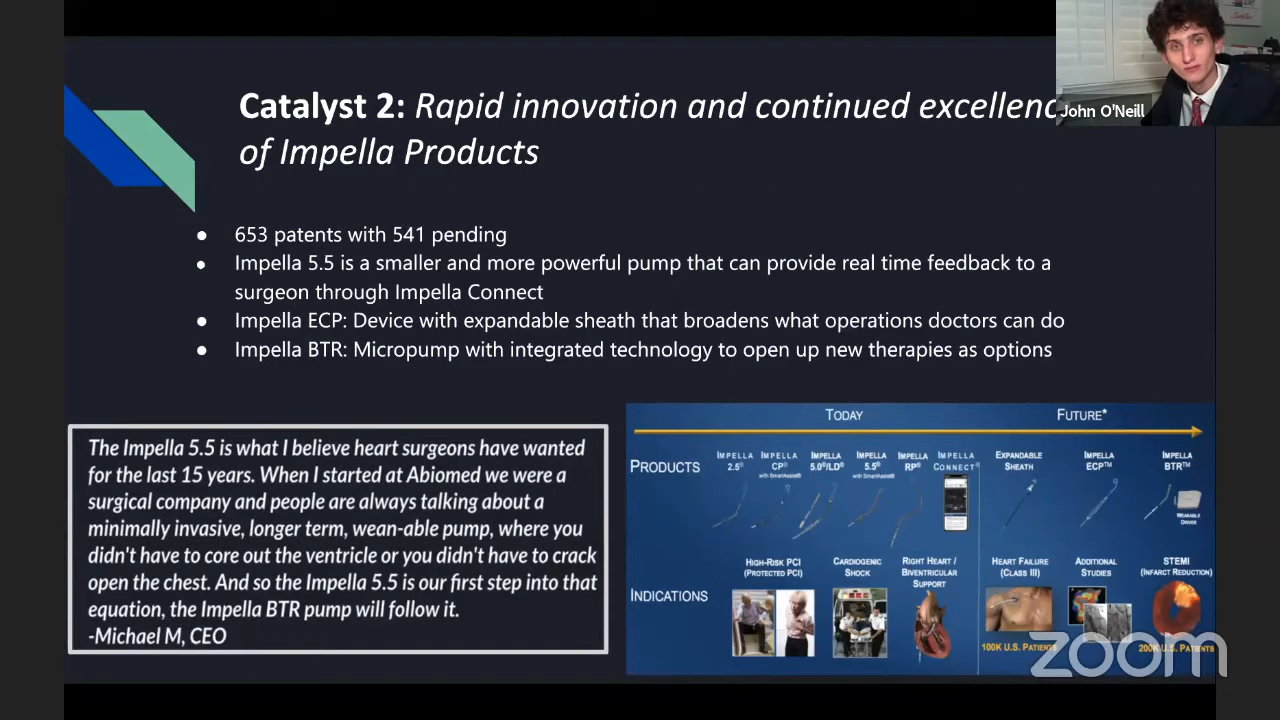 Catalyst 2: Rapid innovation and continued excellenc
of Impella Products
John O'Neill
● 653 patents with 541 pending
● Impella 5.5 is a smaller and more powerful pump that can provide real time feedback to a
surgeon through Impella Connect
● Impella ECP: Device with expandable sheath that broadens what operations doctors can do
● Impella BTR: Micropump with integrated technology to open up new therapies as options
The Impella 5.5 is what I believe heart surgeons have wanted
for the last 15 years. When I started at Abiomed we were a
surgical company and people are always talking about a
minimally invasive, longer term, wean-able pump, where you
didn't have to core out the ventricle or you didn't have to crack
open the chest. And so the Impella 5.5 is our first step into that
equation, the Impella BTR pump will follow it.
-Michael M, CEO
TODAY FUTURE*
PRODUCTS
IMPELLA
2.5®
IMPELLA
CP®
with SmartAssist®
IMPELLA
5.0®/LD®
IMPELLA
5.5®
with SmartAssist®
IMPELLA
RP®
IMPELLA
CONNECT®
EXPANDABLE
SHEATH
IMPELLA
ECP™
IMPELLA
BTR™
WEARABLE
DRIVER
INDICATIONS
HIGH-RISK PCI
(PROTECTED PCI)
CARDIOGENIC
SHOCK
RIGHT HEART /
BIVENTRICULAR
SUPPORT
HEART FAILURE
(CLASS III)
ADDITIONAL
STUDIES
STEMI
(INFARCT REDUCTION)
100K U.S. PATIENTS
200K U.S. PATIENTS
zoom